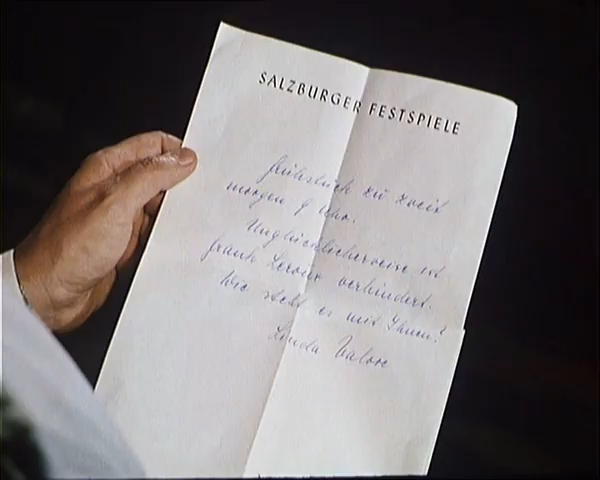 SALZBURGER FESTSPIELE
Frühstück zu zweit
morgen 9 Uhr.
Unglücklicherweise ist
Frank Leroux verhindert.
Wie steht es mit Ihnen?
Linda Valore